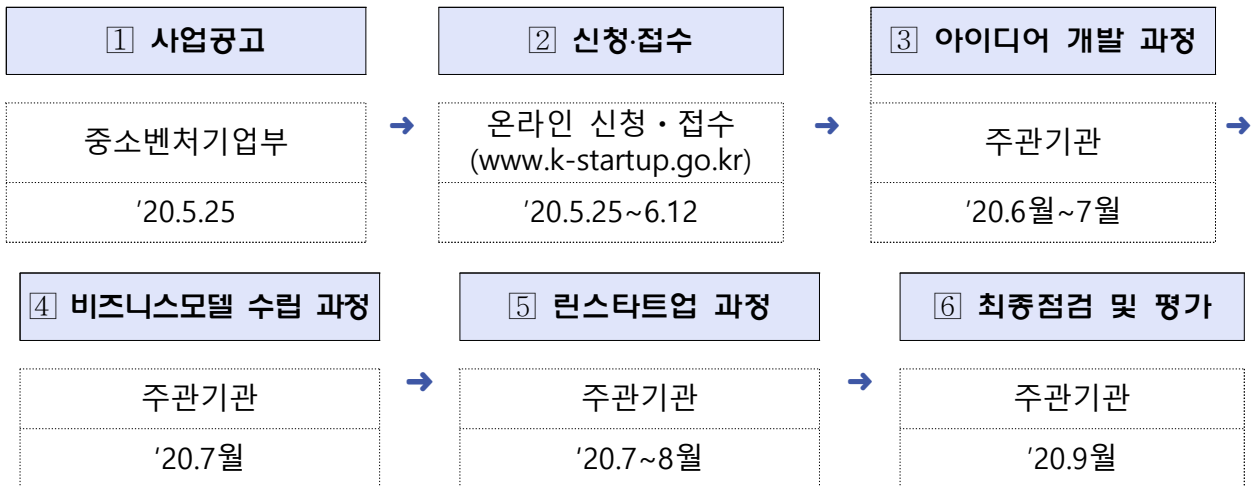 1 사업공고
2 신청·접수
3 아이디어 개발 과정
중소벤처기업부
➜
온라인 신청・접수
(www.k-startup.go.kr)
➜
주관기관
➜
'20.5.25
'20.5.25~6.12
'20.6월~7월
4 비즈니스모델 수립 과정
5 린스타트업 과정
6 최종점검 및 평가
주관기관
➜
주관기관
➜
주관기관
'20.7월
'20.7~8월
'20.9월